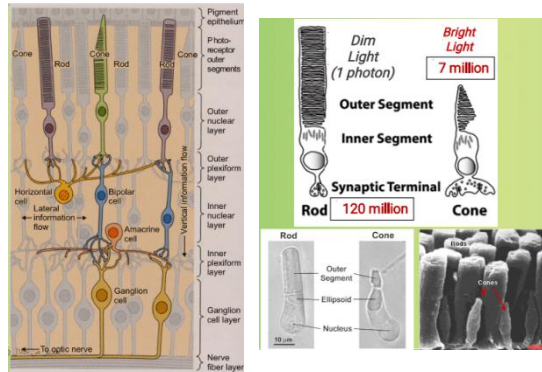 Pigment
epithelium
Cone
Rod
Cone
Rod
Cone
Photo-
receptor
outer
segments
Outer
nuclear
layer
Outer
plexiform
layer
Horizontal
cell
Bipolar cell
Lateral
information
flow
Amacrine
cell
Vertical information flow
Inner
nuclear
layer
Inner
plexiform
layer
Ganglion
cell
Ganglion
cell layer
To optic nerve
Nerve
fiber layer
Dim
Light
(1 photon)
Bright
Light
7 million
Outer Segment
Inner Segment
Synaptic Terminal
Rod
120 million
Cone
Rod
Cone
Outer
Segment
Ellipsoid
Nucleus
10 µm
Rods
Cones